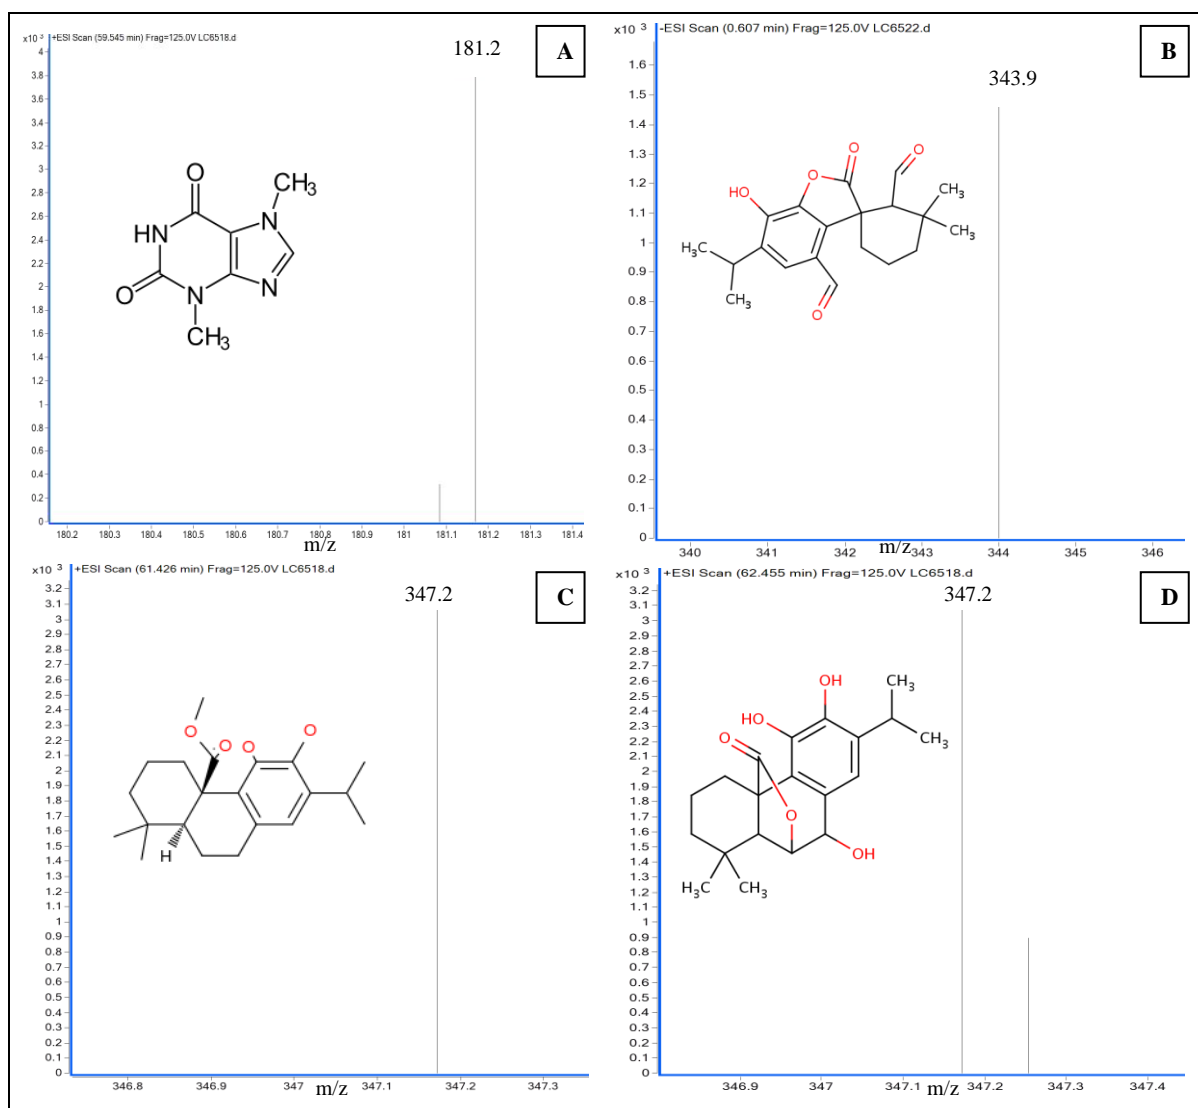 x10 3 +ESI Scan (59.545 min) Frag=125.0V LC6518.d
A
181.2
4
3.8
3.6
3.4
3.2
3
2.8
2.6
2.4
2.2
2
1.8
1.6
1.4
1.2
1
0.8
0.6
0.4
0.2
0
O
CH3
HN
N
O
N
N
CH3
180.2 180.3 180.4 180.5 180.6 180.7 180.8 180.9 181 181.1 181.2 181.3 181.4
m/z
x10 3 -ESI Scan (0.607 min) Frag=125.0V LC6522.d
B
343.9
1.6
1.5
1.4
1.3
1.2
1.1
1
0.9
0.8
0.7
0.6
0.5
0.4
0.3
0.2
0.1
0
O
O
O
HO
CH3
CH3
H3C
CH3
O
340 341 342 343 344 345 346
m/z
x10 3 +ESI Scan (61.426 min) Frag=125.0V LC6518.d
C
347.2
3.2
3.1
3
2.9
2.8
2.7
2.6
2.5
2.4
2.3
2.2
2.1
2
1.9
1.8
1.7
1.6
1.5
1.4
1.3
1.2
1.1
1
0.9
0.8
0.7
0.6
0.5
0.4
0.3
0.2
0.1
0
O
O
O
O
H
346.8 346.9 347 347.1 347.2 347.3
m/z
x10 3 +ESI Scan (62.455 min) Frag=125.0V LC6518.d
D
347.2
3.2
3.1
3
2.9
2.8
2.7
2.6
2.5
2.4
2.3
2.2
2.1
2
1.9
1.8
1.7
1.6
1.5
1.4
1.3
1.2
1.1
1
0.9
0.8
0.7
0.6
0.5
0.4
0.3
0.2
0.1
0
OH
CH3
HO
O
CH3
O
OH
H3C
CH3
346.9 347 347.1 347.2 347.3 347.4
m/z